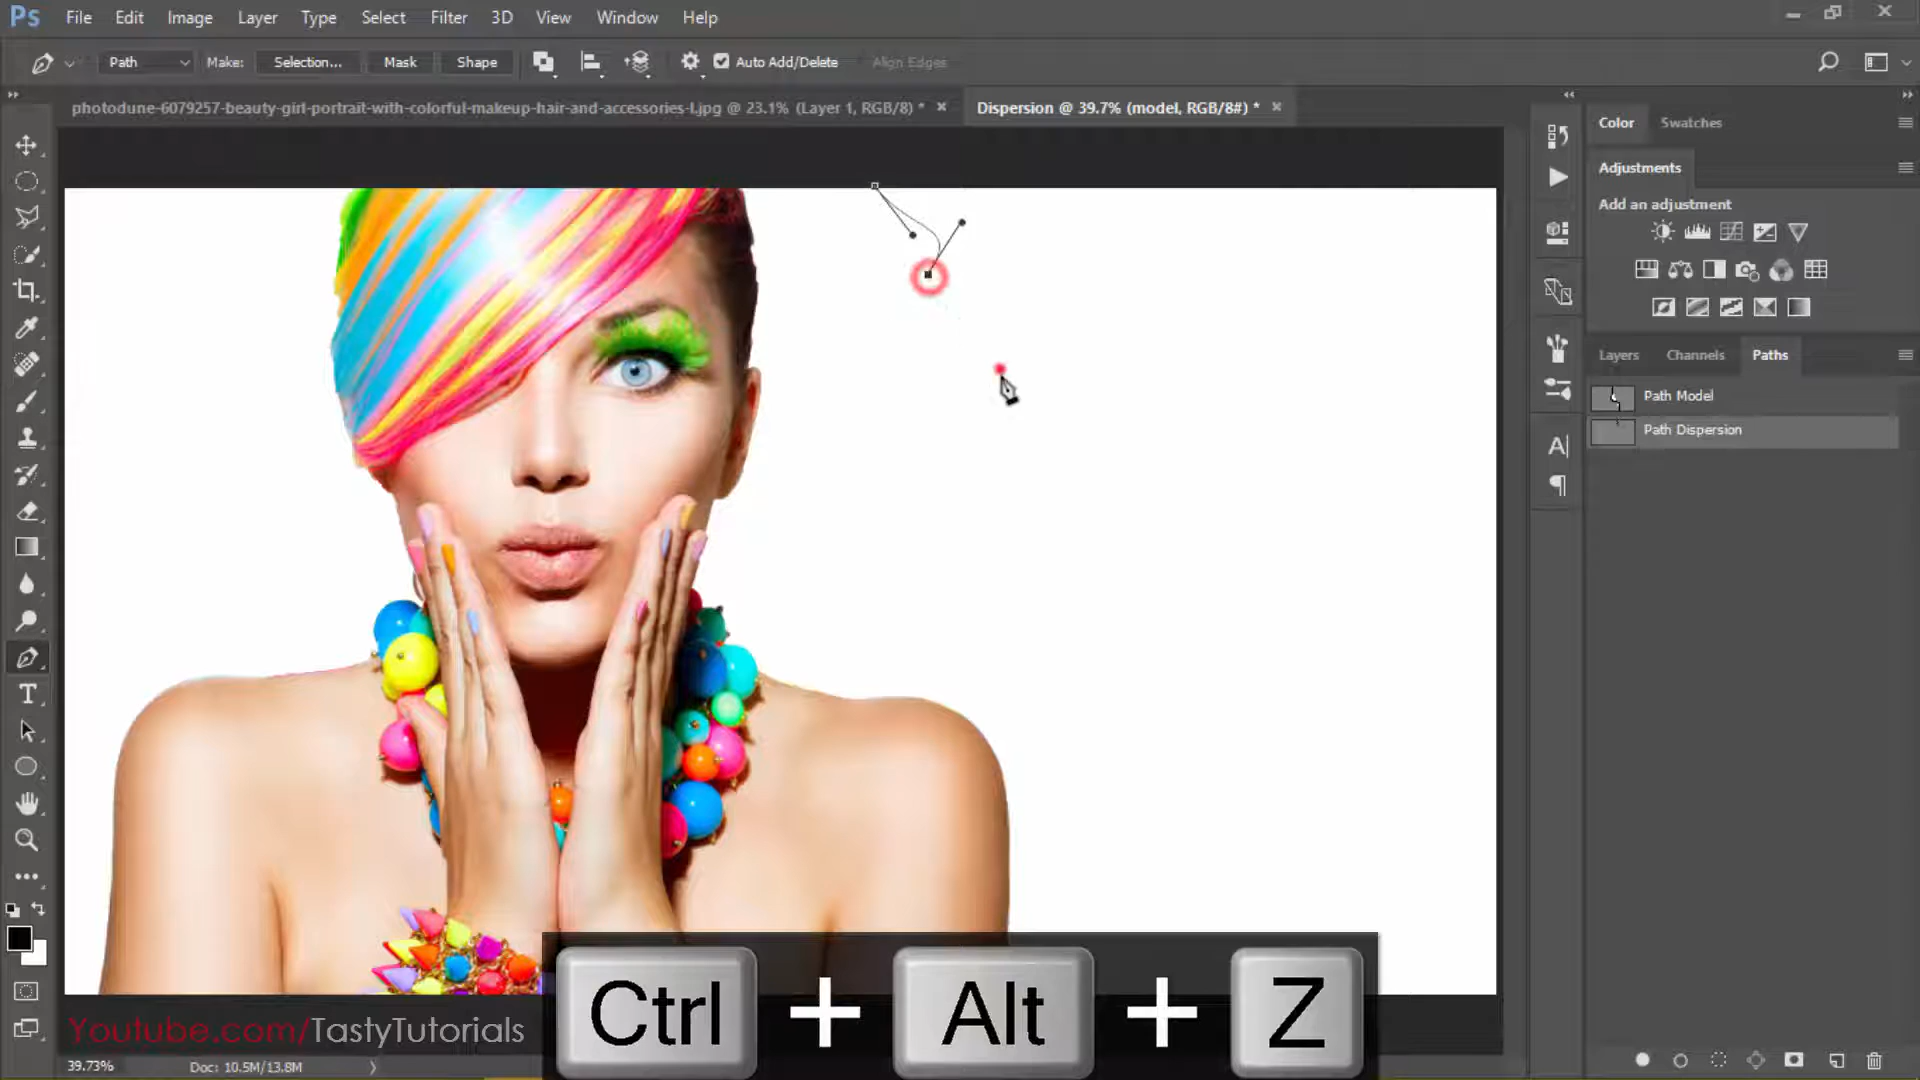 Ps File Edit Image Layer Type Select Filter 3D View Window Help
Path Make: Selection... Mask Shape Auto Add/Delete Align Edges
photodune-6079257-beauty-girl-portrait-with-colorful-makeup-hair-and-accessories-l.jpg @ 23.1% (Layer 1, RGB/8) * Dispersion @ 39.7% (model, RGB/8#) *
Color Swatches
Adjustments
Add an adjustment
Layers Channels Paths
Path Model
Path Dispersion
Ctrl + Alt + Z
Youtube.com/TastyTutorials
39.73% Doc: 10.5M/13.8M